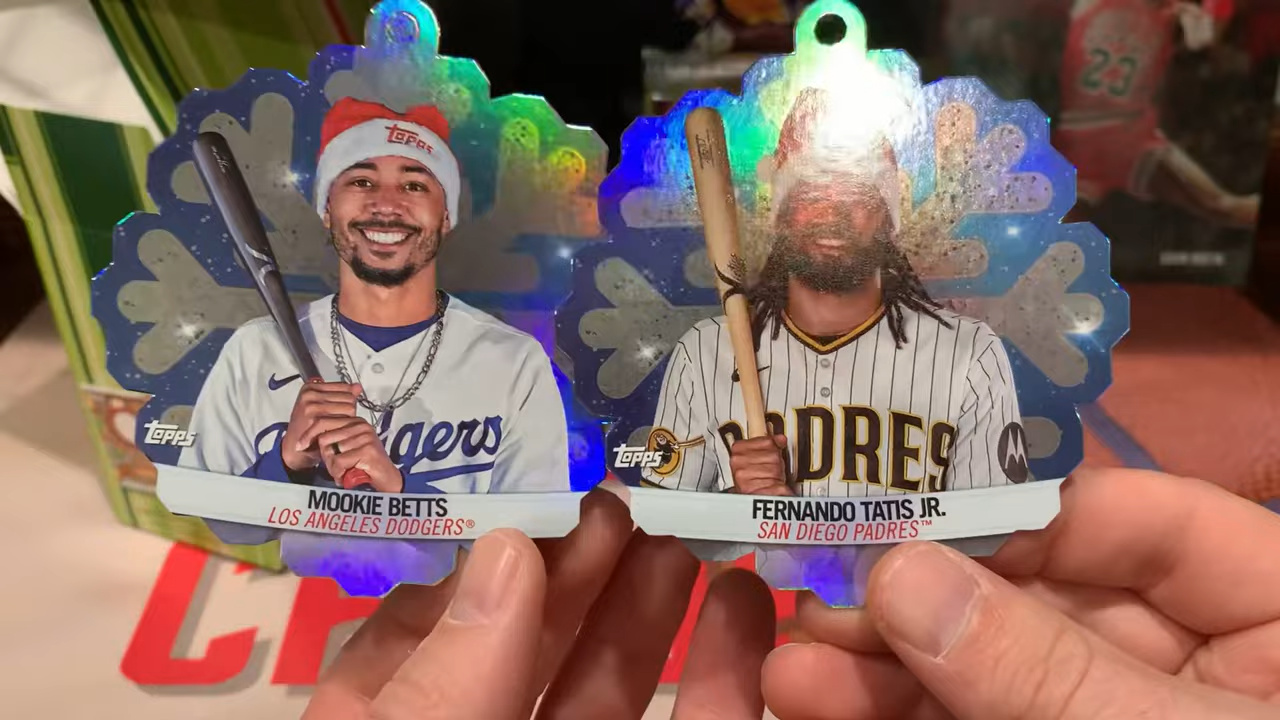 Topps
Dodgers
Topps
MOOKIE BETTS
LOS ANGELES DODGERS®
23
PADRES
Topps
FERNANDO TATIS JR.
SAN DIEGO PADRES™